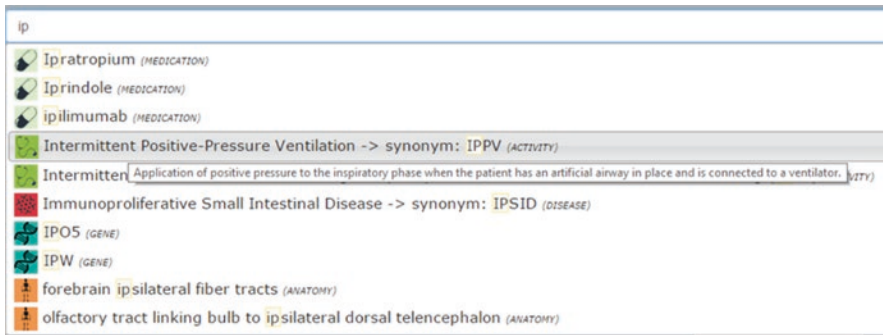 ip
Ipratropium (MEDICATION)
Iprindole (MEDICATION)
ipilimumab (MEDICATION)
Intermittent Positive-Pressure Ventilation -> synonym: IPPV (ACTIVITY)
Intermitten
Application of positive pressure to the inspiratory phase when the patient has an artificial airway in place and is connected to a ventilator.
VITY)
Immunoproliferative Small Intestinal Disease -> synonym: IPSID (DISEASE)
IPO5 (GENE)
IPW (GENE)
forebrain ipsilateral fiber tracts (ANATOMY)
olfactory tract linking bulb to ipsilateral dorsal telencephalon (ANATOMY)